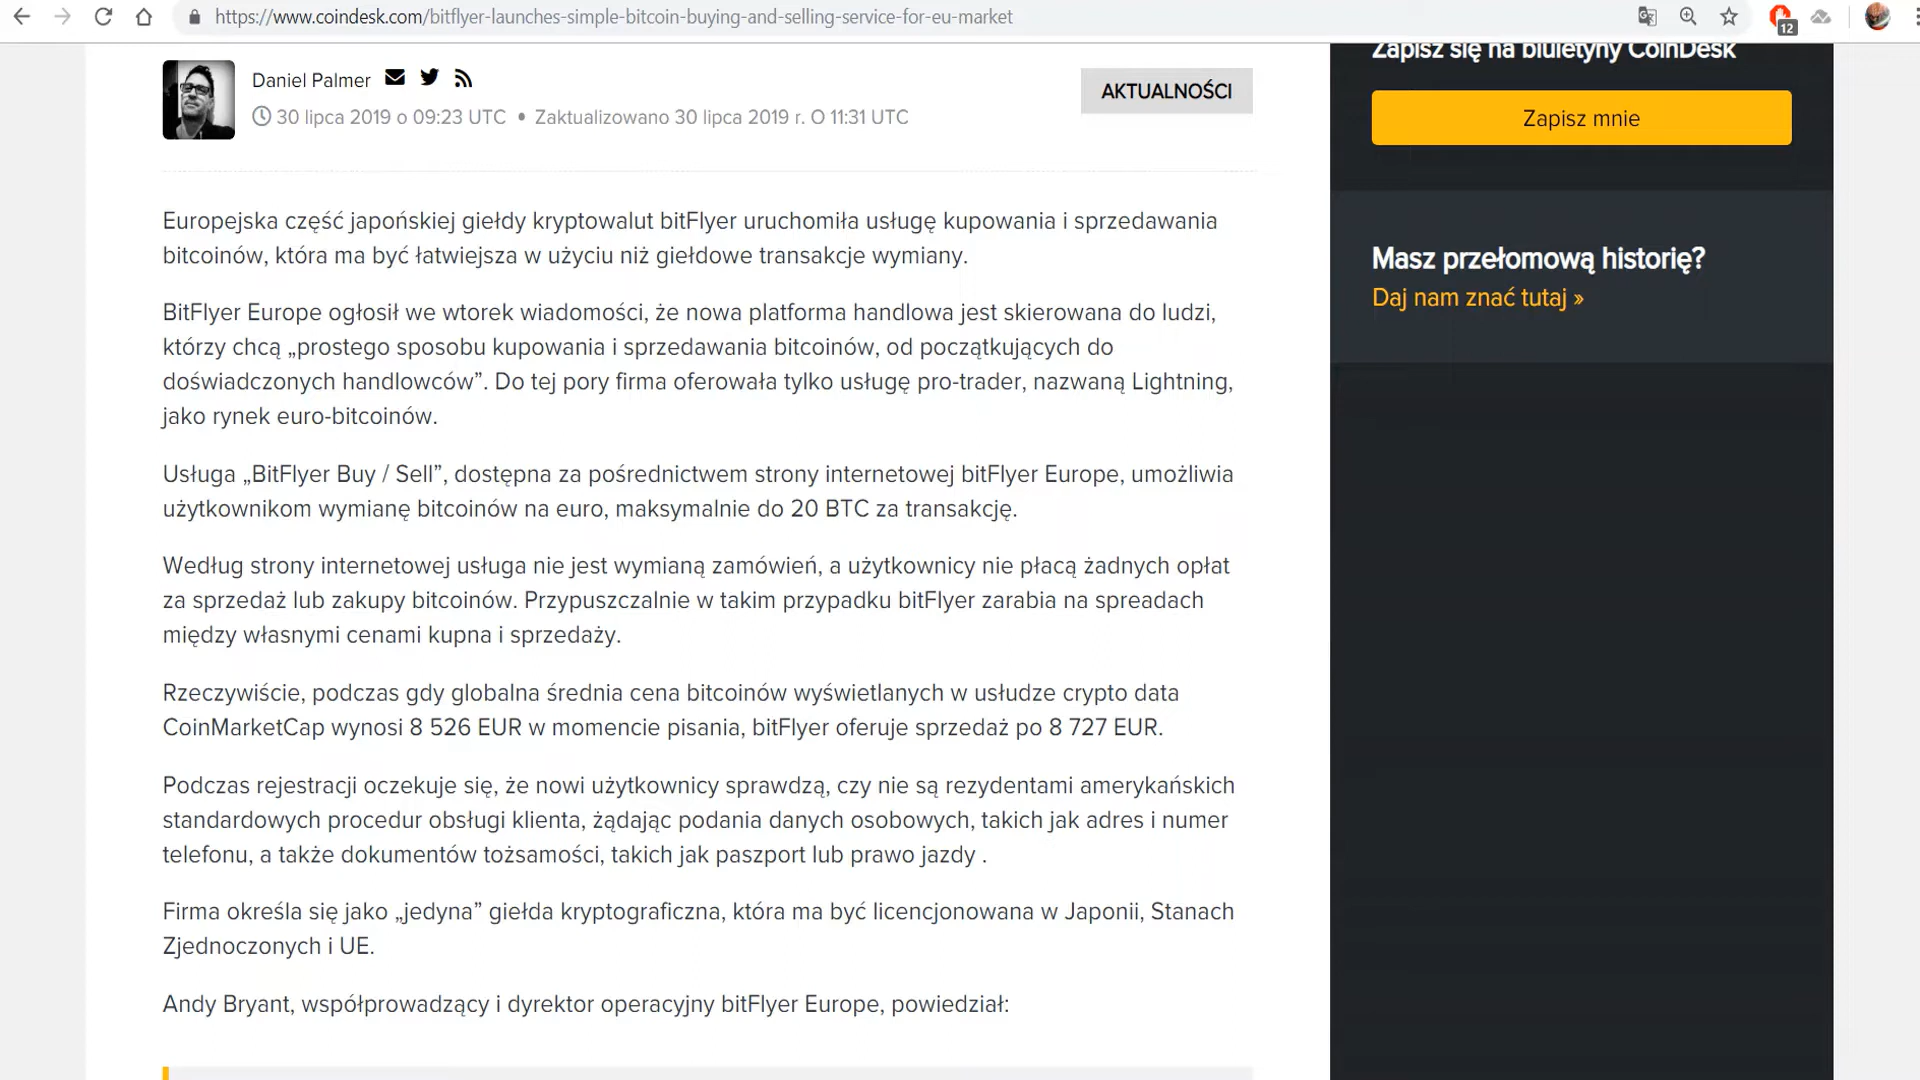 https://www.coindesk.com/bitflyer-launches-simple-bitcoin-buying-and-selling-service-for-eu-market
12
Daniel Palmer
30 lipca 2019 o 09:23 UTC • Zaktualizowano 30 lipca 2019 r. O 11:31 UTC
AKTUALNOŚCI
Europejska część japońskiej giełdy kryptowalut bitFlyer uruchomiła usługę kupowania i sprzedawania
bitcoinów, która ma być łatwiejsza w użyciu niż giełdowe transakcje wymiany.
BitFlyer Europe ogłosił we wtorek wiadomości, że nowa platforma handlowa jest skierowana do ludzi,
którzy chcą „prostego sposobu kupowania i sprzedawania bitcoinów, od początkujących do
doświadczonych handlowców”. Do tej pory firma oferowała tylko usługę pro-trader, nazwaną Lightning,
jako rynek euro-bitcoinów.
Usługa „BitFlyer Buy / Sell”, dostępna za pośrednictwem strony internetowej bitFlyer Europe, umożliwia
użytkownikom wymianę bitcoinów na euro, maksymalnie do 20 BTC za transakcję.
Według strony internetowej usługa nie jest wymianą zamówień, a użytkownicy nie płacą żadnych opłat
za sprzedaż lub zakupy bitcoinów. Przypuszczalnie w takim przypadku bitFlyer zarabia na spreadach
między własnymi cenami kupna i sprzedaży.
Rzeczywiście, podczas gdy globalna średnia cena bitcoinów wyświetlanych w usłudze crypto data
CoinMarketCap wynosi 8 526 EUR w momencie pisania, bitFlyer oferuje sprzedaż po 8 727 EUR.
Podczas rejestracji oczekuje się, że nowi użytkownicy sprawdzą, czy nie są rezydentami amerykańskich
standardowych procedur obsługi klienta, żądając podania danych osobowych, takich jak adres i numer
telefonu, a także dokumentów tożsamości, takich jak paszport lub prawo jazdy .
Firma określa się jako „jedyna” giełda kryptograficzna, która ma być licencjonowana w Japonii, Stanach
Zjednoczonych i UE.
Andy Bryant, współprowadzący i dyrektor operacyjny bitFlyer Europe, powiedział:
Zapisz się na biuletyny CoinDesk
Zapisz mnie
Masz przełomową historię?
Daj nam znać tutaj »